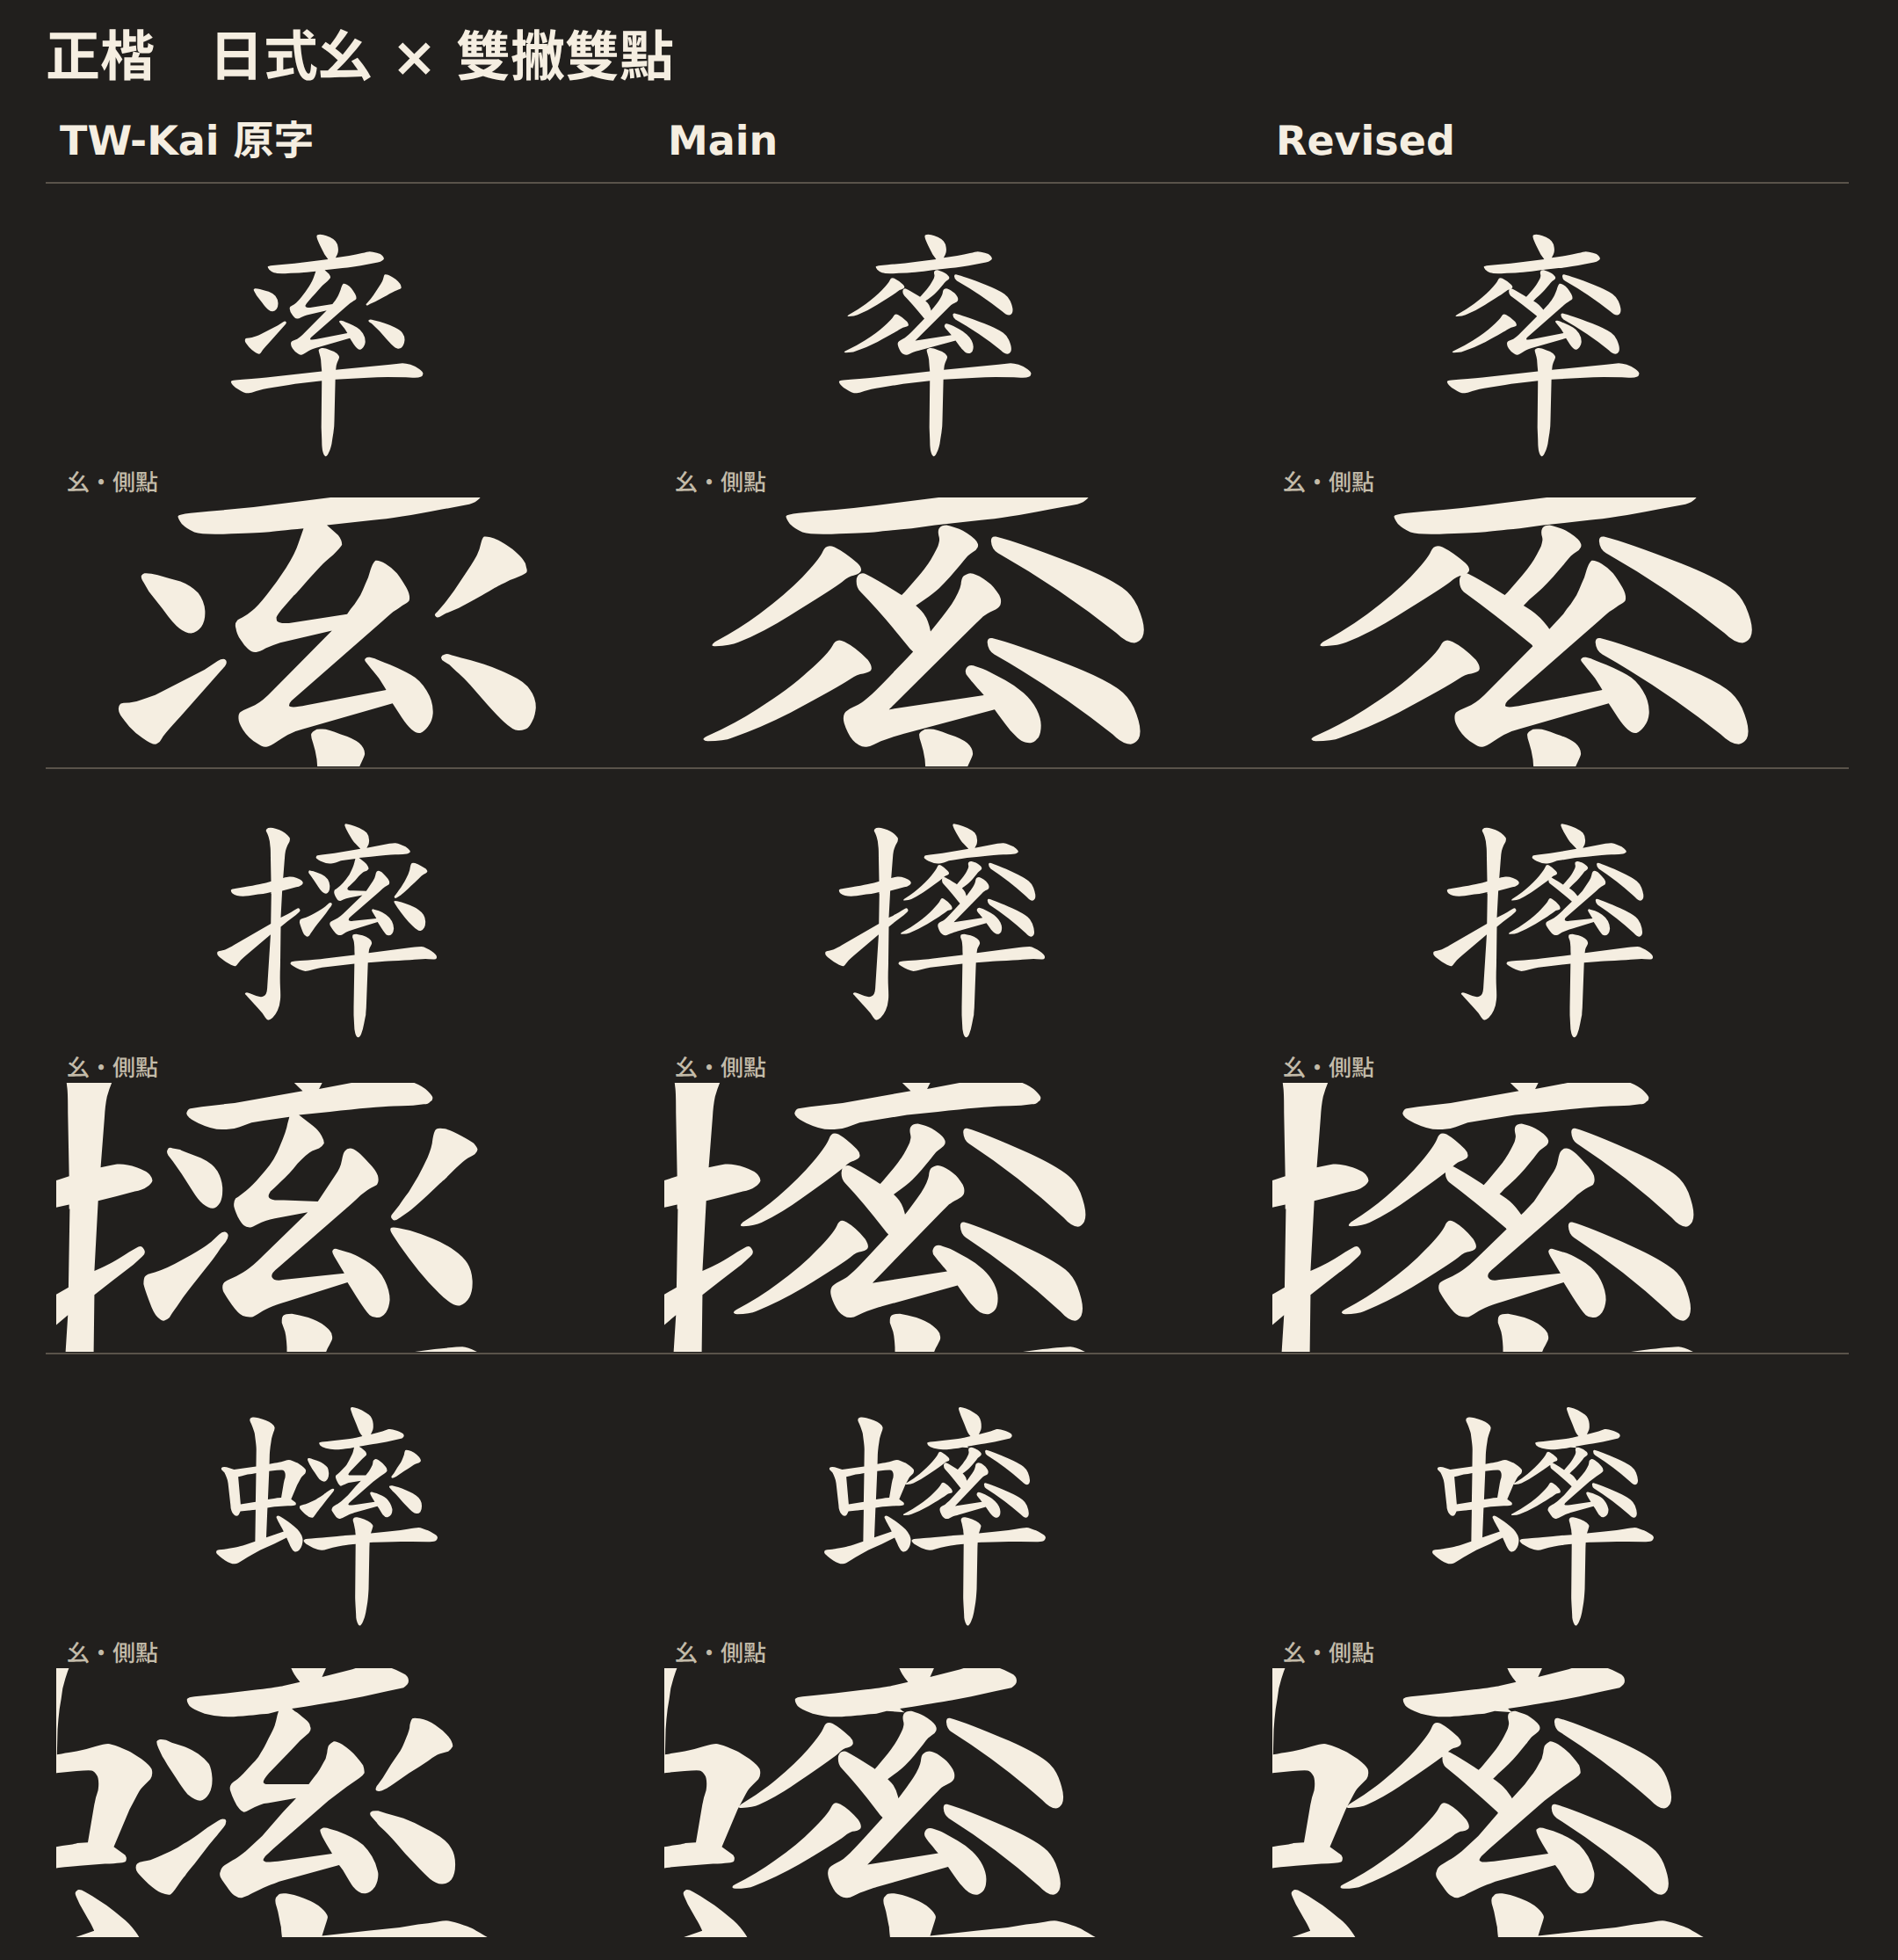 正楷 日式幺 × 雙撇雙點
TW-Kai 原字 Main Revised
率 率 率
幺・側點 幺・側點 幺・側點
摔 摔 摔
幺・側點 幺・側點 幺・側點
蟀 蟀 蟀
幺・側點 幺・側點 幺・側點